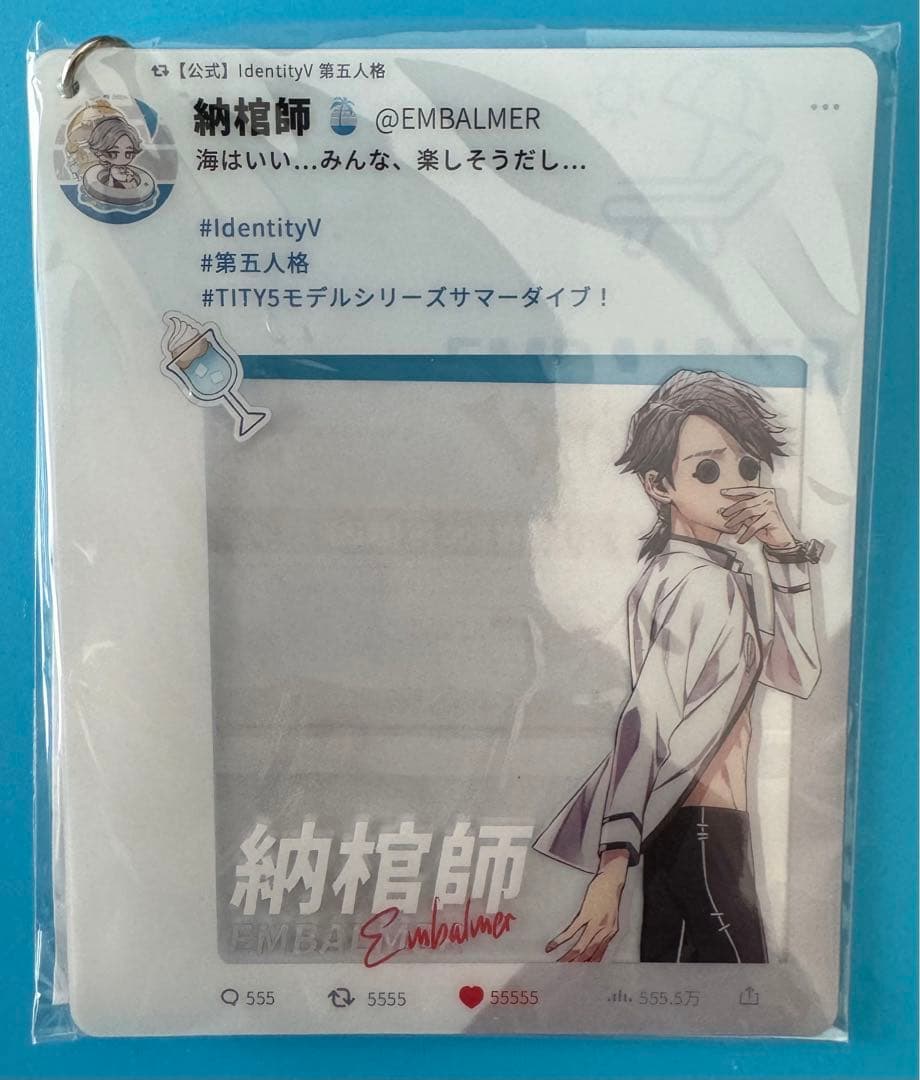 【公式】IdentityV 第五人格
納棺師 @EMBALMER
海はいい…みんな、楽しそうだし…
#IdentityV
#第五人格
#TITY5モデルシリーズサマーダイブ！
納棺師
EMBALMER
Embalmer
555 5555 55555 555.5万